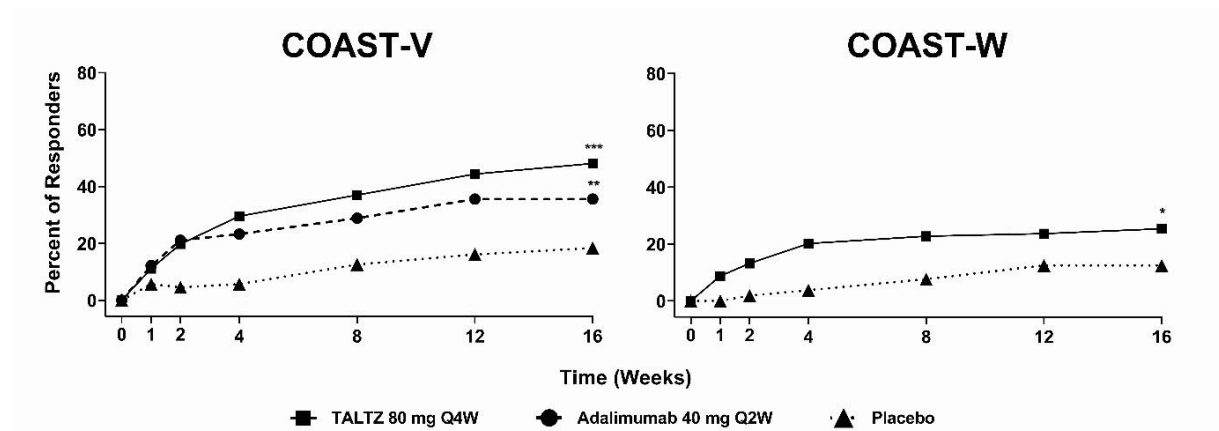 COAST-V
COAST-W
Percent of Responders
80
60
40
20
0
***
**
0 1 2 4 8 12 16
80
60
40
20
0
*
0 1 2 4 8 12 16
Time (Weeks)
TALTZ 80 mg Q4W Adalimumab 40 mg Q2W Placebo